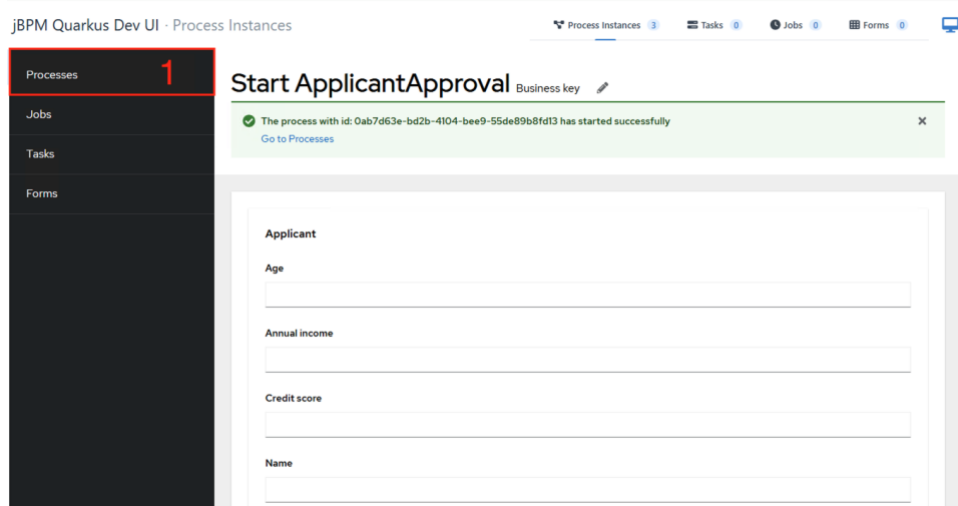 jBPM Quarkus Dev UI · Process Instances
Process Instances 3 Tasks 0 Jobs 0 Forms 0
Processes 1
Jobs
Tasks
Forms
Start ApplicantApproval Business key
The process with id: 0ab7d63e-bd2b-4104-bee9-55de89b8fd13 has started successfully
Go to Processes
Applicant
Age
Annual income
Credit score
Name